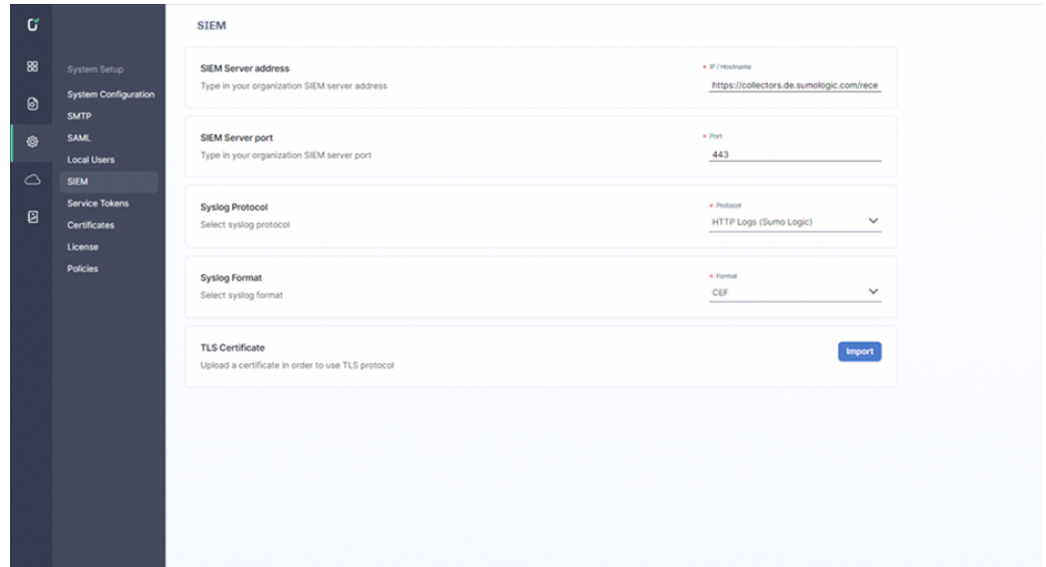 SIEM
System Setup
System Configuration
SMTP
SAML
Local Users
SIEM
Service Tokens
Certificates
License
Policies
SIEM Server address
Type in your organization SIEM server address
* IP / Hostname
https://collectors.de.sumologic.com/rece
SIEM Server port
Type in your organization SIEM server port
* Port
443
Syslog Protocol
Select syslog protocol
* Protocol
HTTP Logs (Sumo Logic)
Syslog Format
Select syslog format
* Format
CEF
TLS Certificate
Upload a certificate in order to use TLS protocol
Import